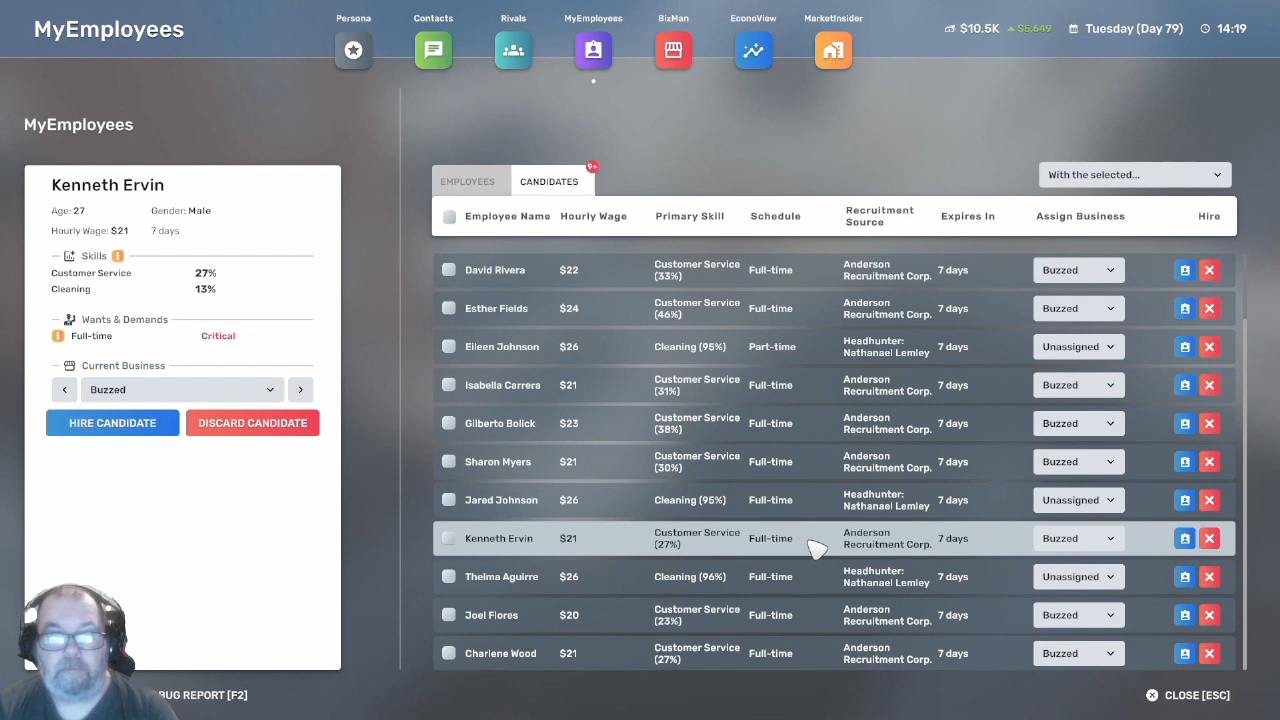 MyEmployees
Persona
Contacts
Rivals
MyEmployees
BizMan
EconoView
MarketInsider
$10.5K
$5,649
Tuesday (Day 79)
14:19
MyEmployees
Kenneth Ervin
Age: 27
Gender: Male
Hourly Wage: $21
7 days
Skills
Customer Service 27%
Cleaning 13%
Wants & Demands
Full-time Critical
Current Business
Buzzed
HIRE CANDIDATE
DISCARD CANDIDATE
EMPLOYEES
CANDIDATES
9+
With the selected...
Employee Name
Hourly Wage
Primary Skill
Schedule
Recruitment
Source
Expires In
Assign Business
Hire
David Rivera
$22
Customer Service
(33%)
Full-time
Anderson
Recruitment Corp.
7 days
Buzzed
Esther Fields
$24
Customer Service
(46%)
Full-time
Anderson
Recruitment Corp.
7 days
Buzzed
Eileen Johnson
$26
Cleaning (95%)
Part-time
Headhunter:
Nathanael Lemley
7 days
Unassigned
Isabella Carrera
$21
Customer Service
(31%)
Full-time
Anderson
Recruitment Corp.
7 days
Buzzed
Gilberto Bolick
$23
Customer Service
(38%)
Full-time
Anderson
Recruitment Corp.
7 days
Buzzed
Sharon Myers
$21
Customer Service
(30%)
Full-time
Anderson
Recruitment Corp.
7 days
Buzzed
Jared Johnson
$26
Cleaning (95%)
Full-time
Headhunter:
Nathanael Lemley
7 days
Unassigned
Kenneth Ervin
$21
Customer Service
(27%)
Full-time
Anderson
Recruitment Corp.
7 days
Buzzed
Thelma Aguirre
$26
Cleaning (96%)
Full-time
Headhunter:
Nathanael Lemley
7 days
Unassigned
Joel Flores
$20
Customer Service
(23%)
Full-time
Anderson
Recruitment Corp.
7 days
Buzzed
Charlene Wood
$21
Customer Service
(27%)
Full-time
Anderson
Recruitment Corp.
7 days
Buzzed
BUG REPORT [F2]
CLOSE [ESC]